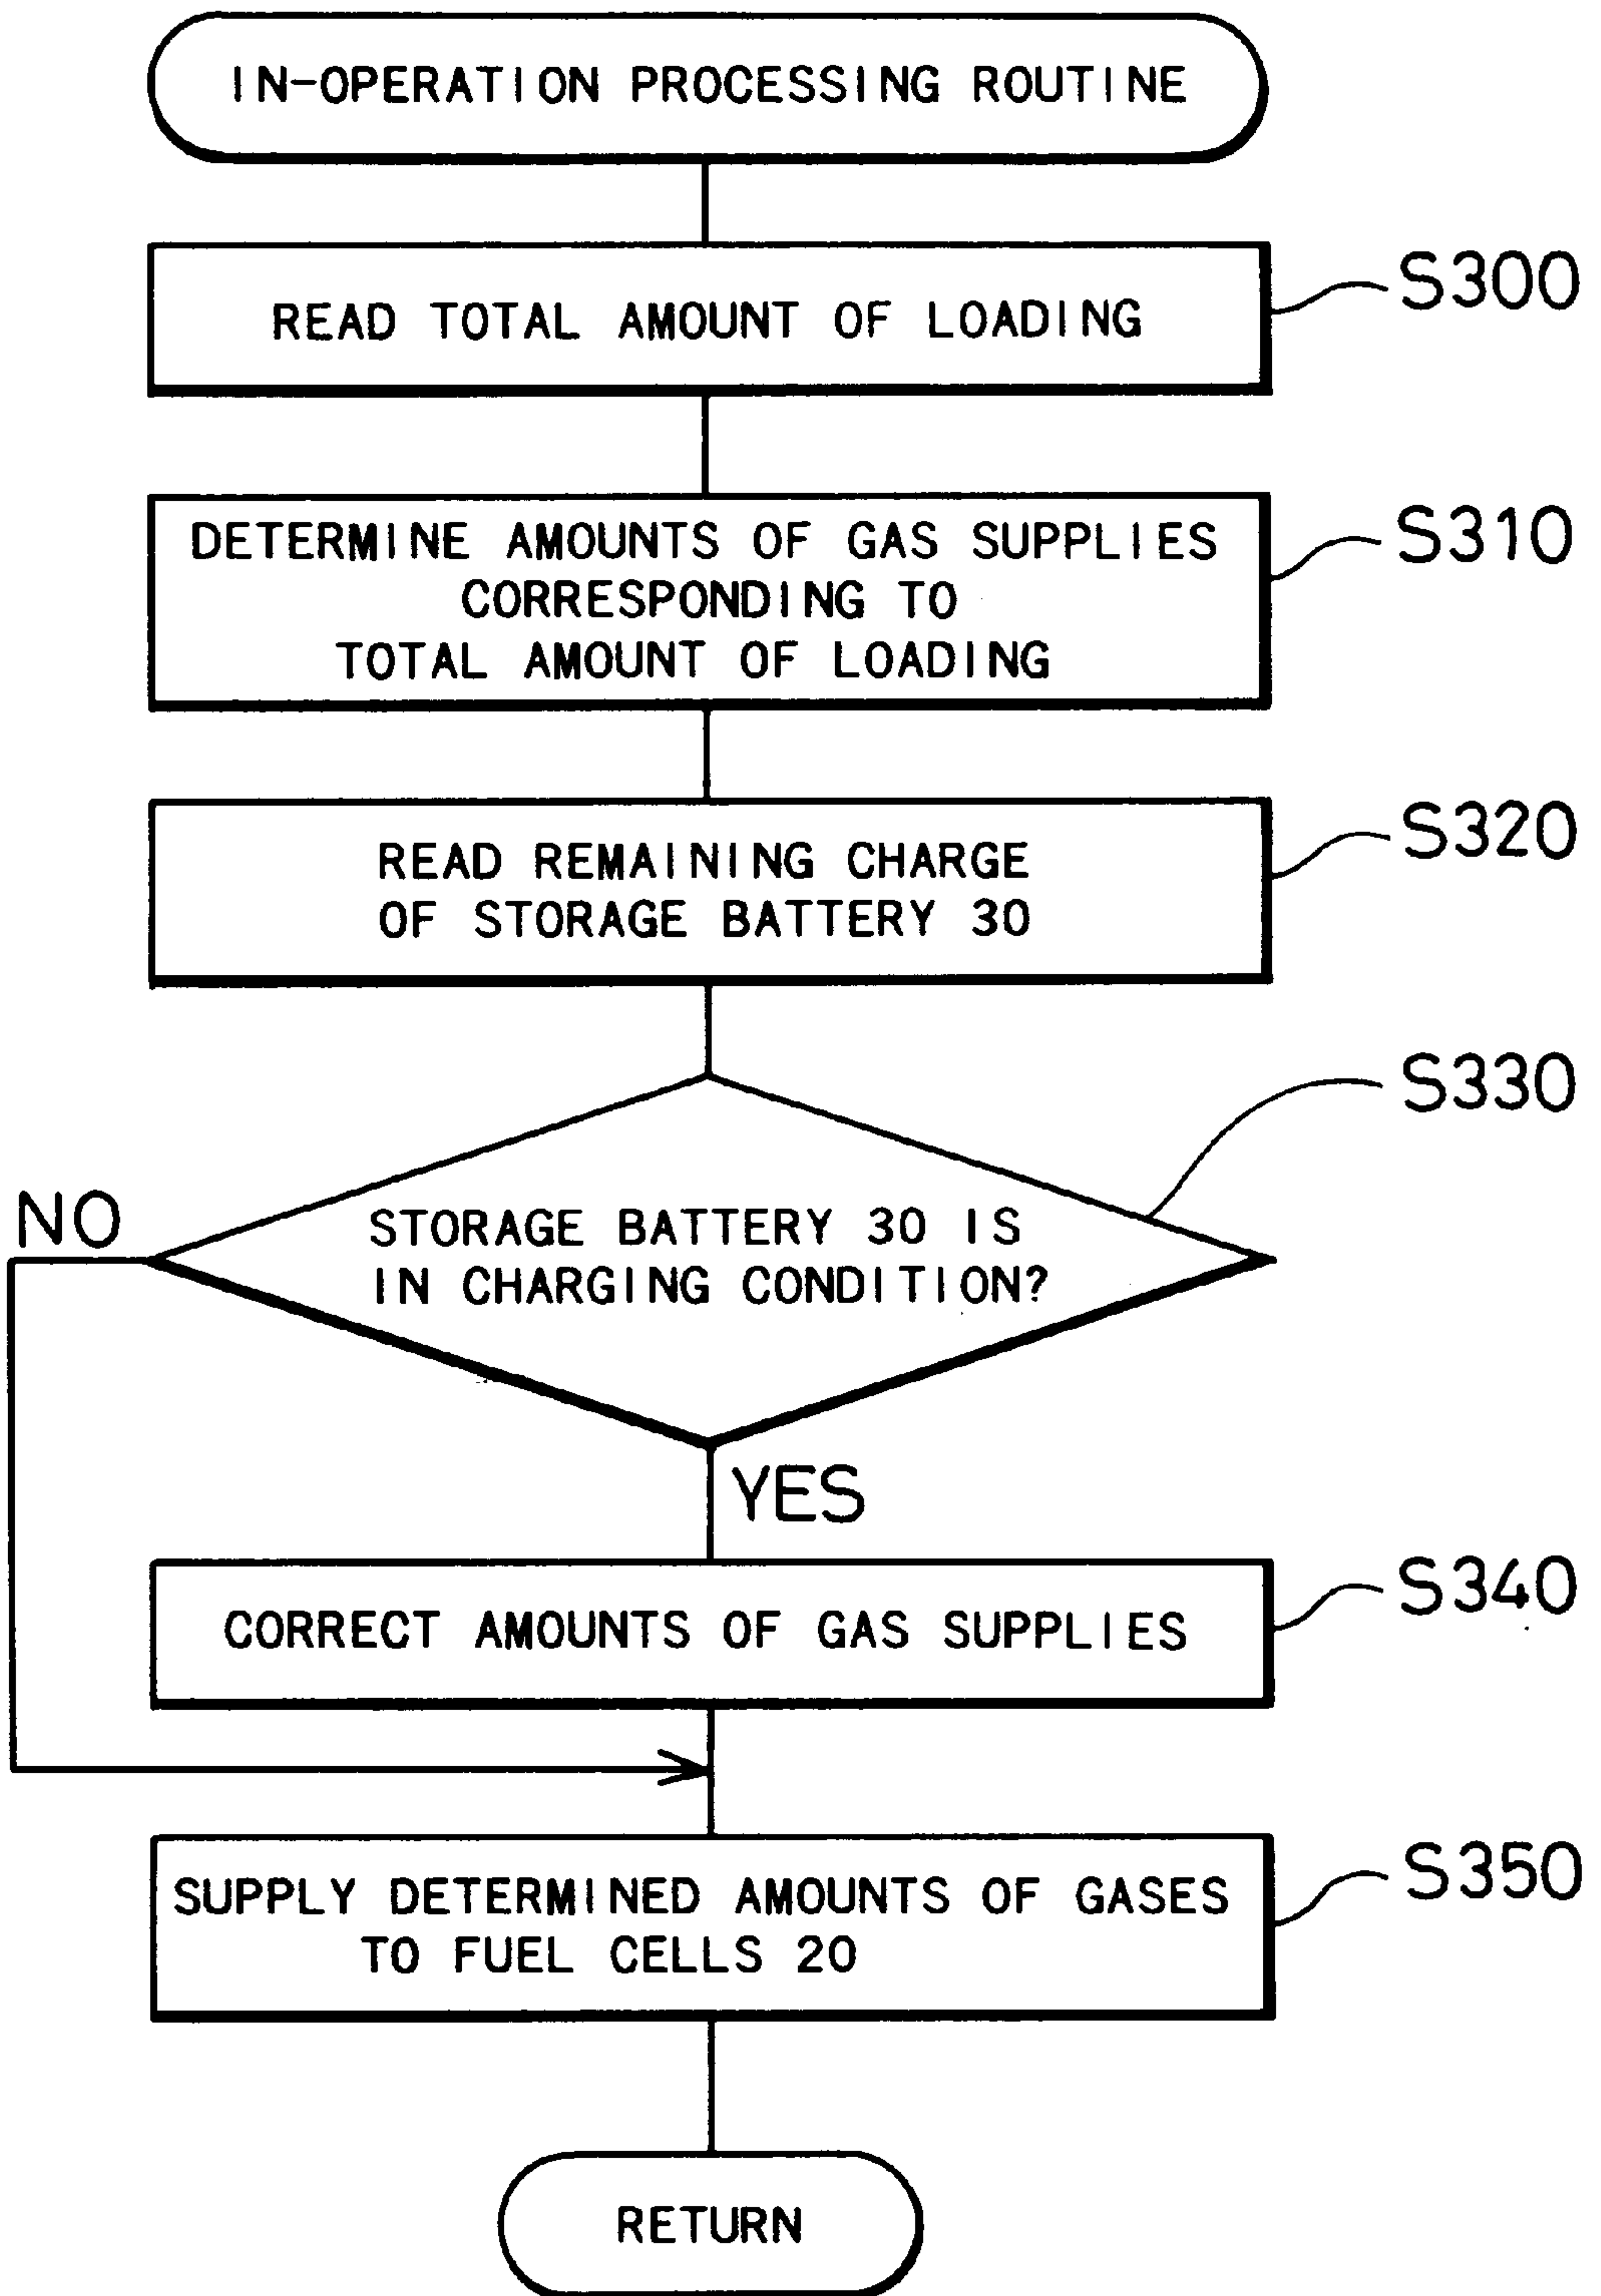 IN-OPERATION PROCESSING ROUTINE
READ TOTAL AMOUNT OF LOADING
S300
DETERMINE AMOUNTS OF GAS SUPPLIES
CORRESPONDING TO
TOTAL AMOUNT OF LOADING
S310
READ REMAINING CHARGE
OF STORAGE BATTERY 30
S320
S330
NO
STORAGE BATTERY 30 IS
IN CHARGING CONDITION?
YES
CORRECT AMOUNTS OF GAS SUPPLIES
S340
SUPPLY DETERMINED AMOUNTS OF GASES
TO FUEL CELLS 20
S350
RETURN